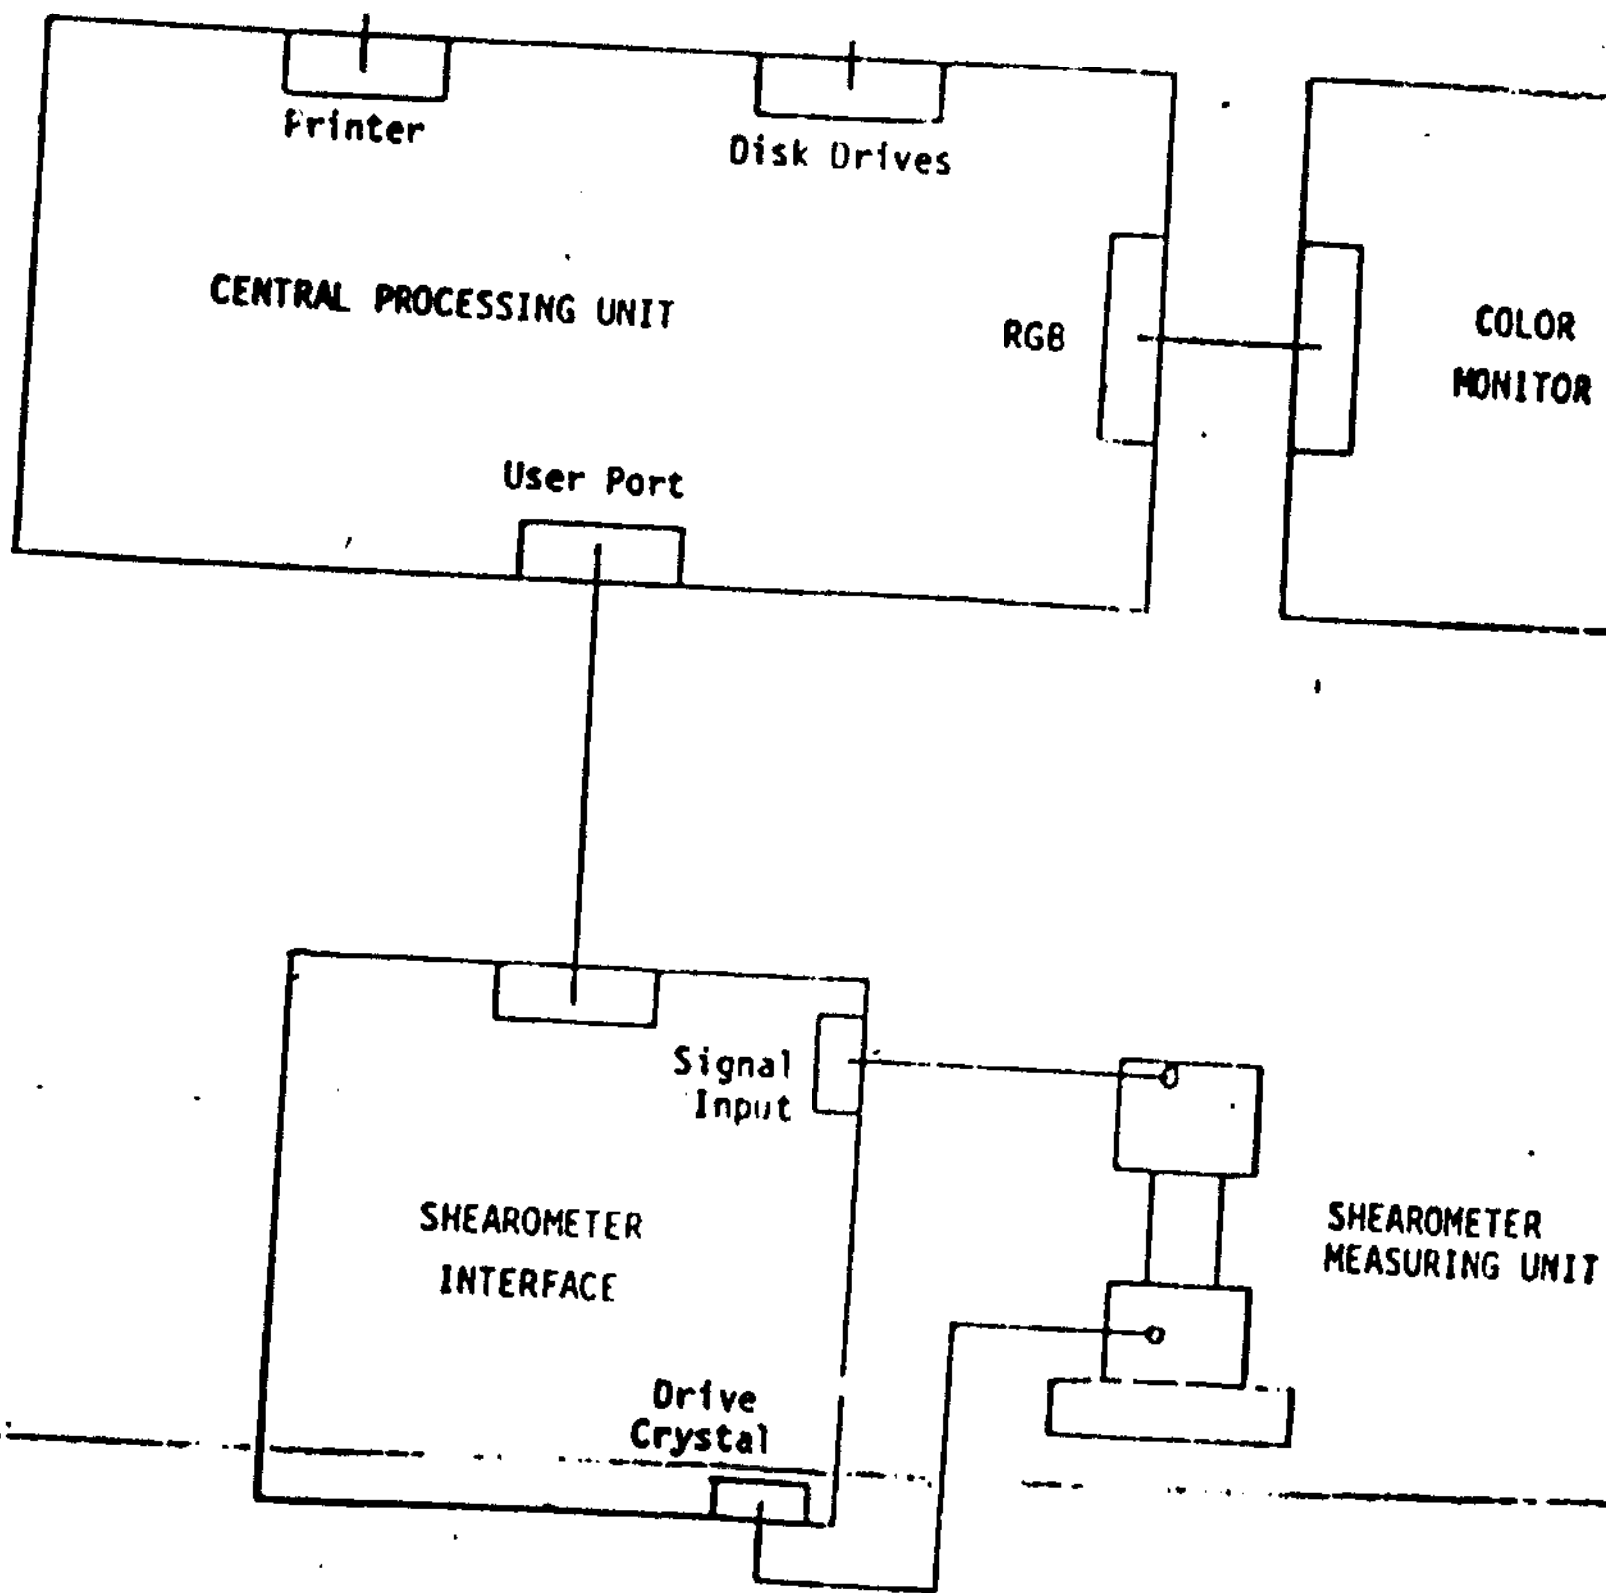 Printer
Disk Drives
CENTRAL PROCESSING UNIT
RGB
COLOR
MONITOR
User Port
Signal
Input
SHEAROMETER
INTERFACE
SHEAROMETER
MEASURING UNIT
Drive
Crystal